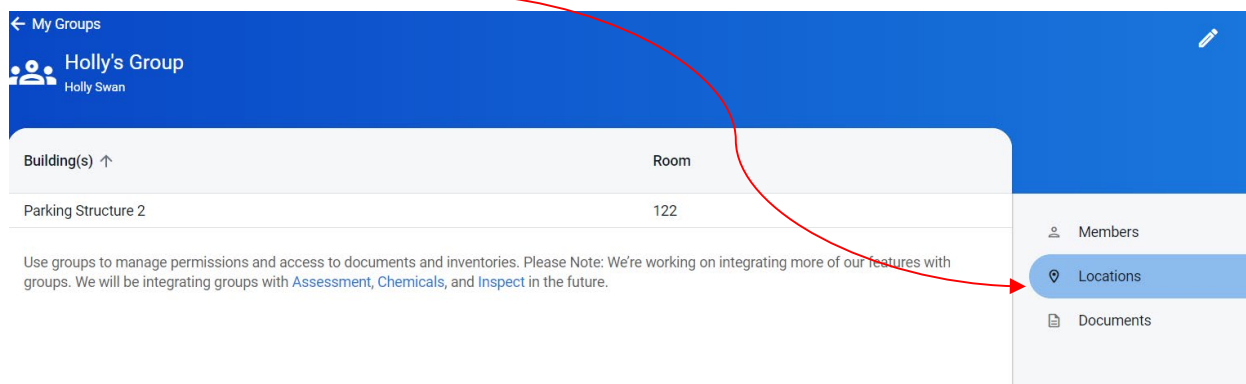 ← My Groups
Holly's Group
Holly Swan
Building(s) ↑ Room
Parking Structure 2 122
Use groups to manage permissions and access to documents and inventories. Please Note: We're working on integrating more of our features with
groups. We will be integrating groups with Assessment, Chemicals, and Inspect in the future.
Members
Locations
Documents